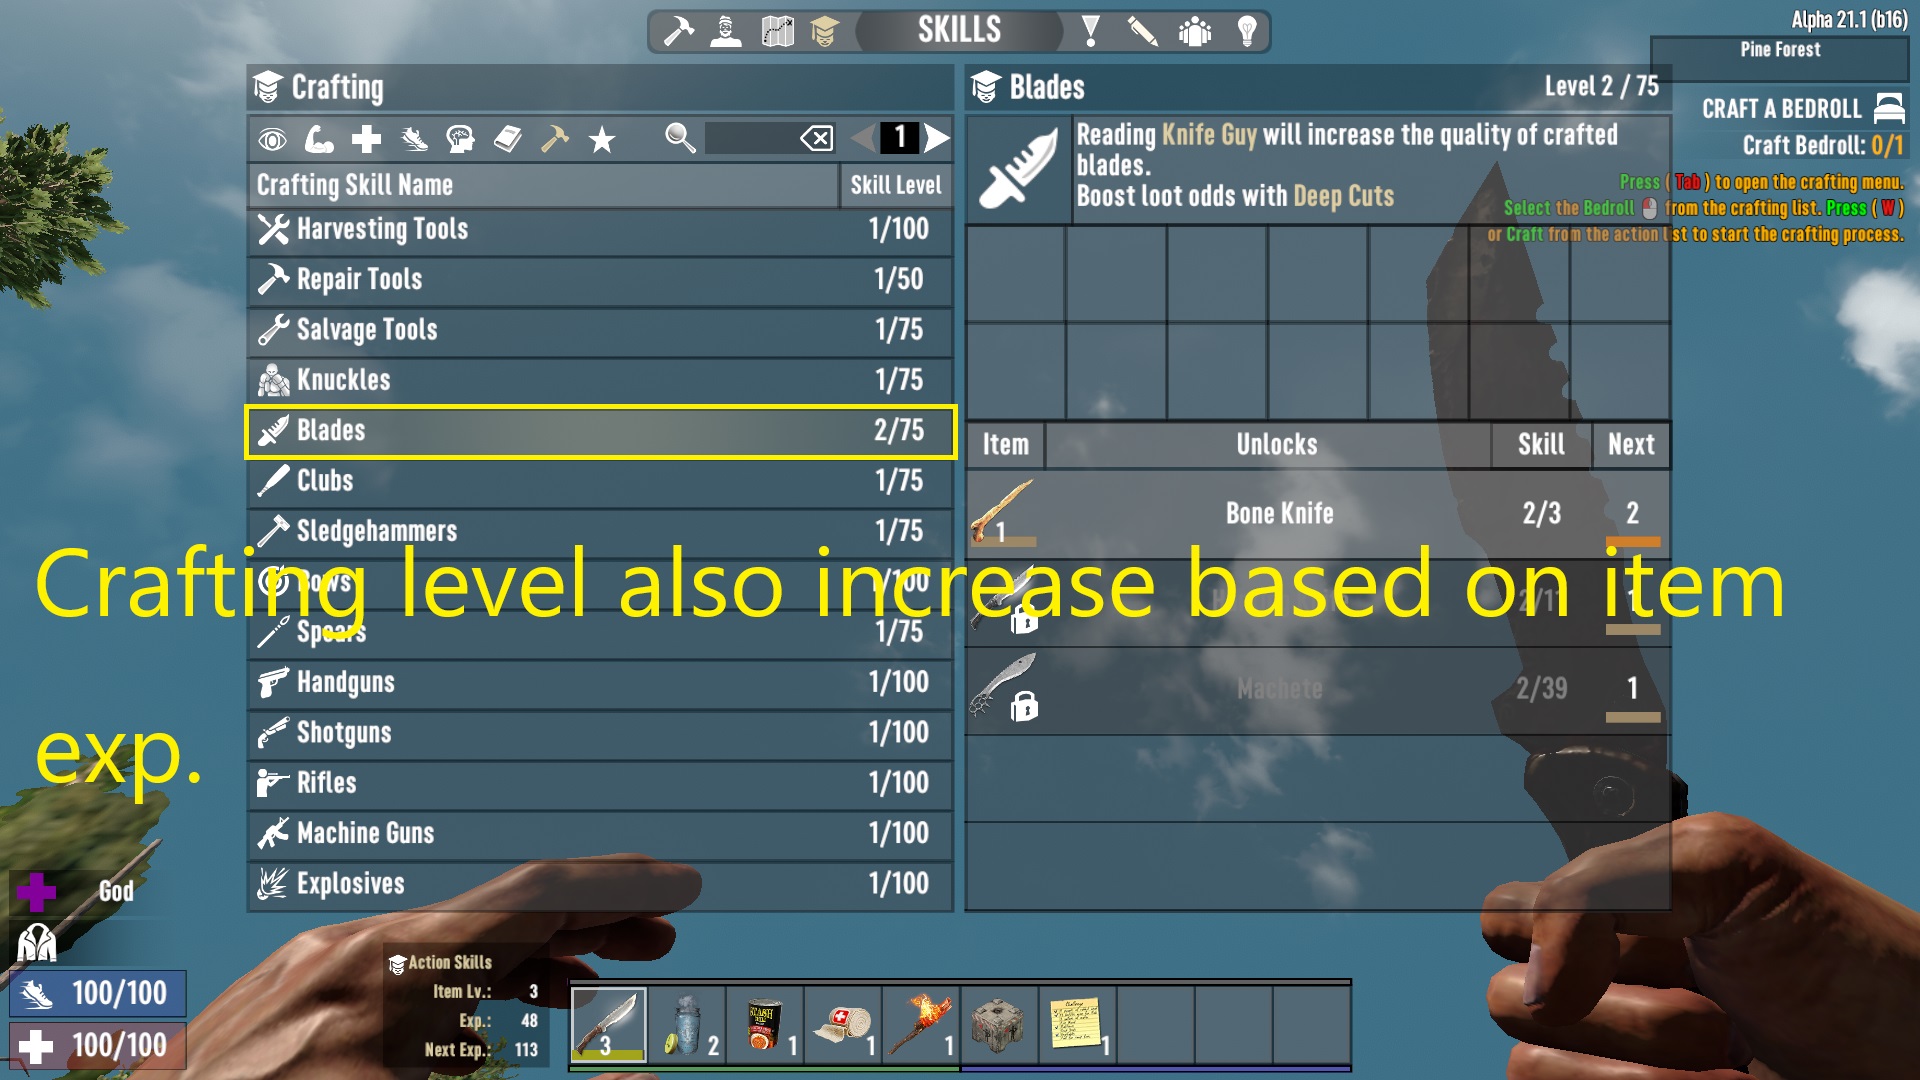 SKILLS
Alpha 21.1 (b16)
Pine Forest
CRAFT A BEDROLL
Craft Bedroll: 0/1
Press ( Tab ) to open the crafting menu.
Select the Bedroll from the crafting list. Press ( W )
or Craft from the action list to start the crafting process.
Crafting
1
Crafting Skill Name Skill Level
Harvesting Tools 1/100
Repair Tools 1/50
Salvage Tools 1/75
Knuckles 1/75
Blades 2/75
Clubs 1/75
Sledgehammers 1/75
Bows 1/100
Spears 1/75
Handguns 1/100
Shotguns 1/100
Rifles 1/100
Machine Guns 1/100
Explosives 1/100
Blades Level 2 / 75
Reading Knife Guy will increase the quality of crafted
blades.
Boost loot odds with Deep Cuts
Item Unlocks Skill Next
1 Bone Knife 2/3 2
2/11 1
Machete 2/39 1
Crafting level also increase based on item
exp.
God
100/100
100/100
Action Skills
Item Lv.: 3
Exp.: 48
Next Exp.: 113
3 2 1 1 1 1